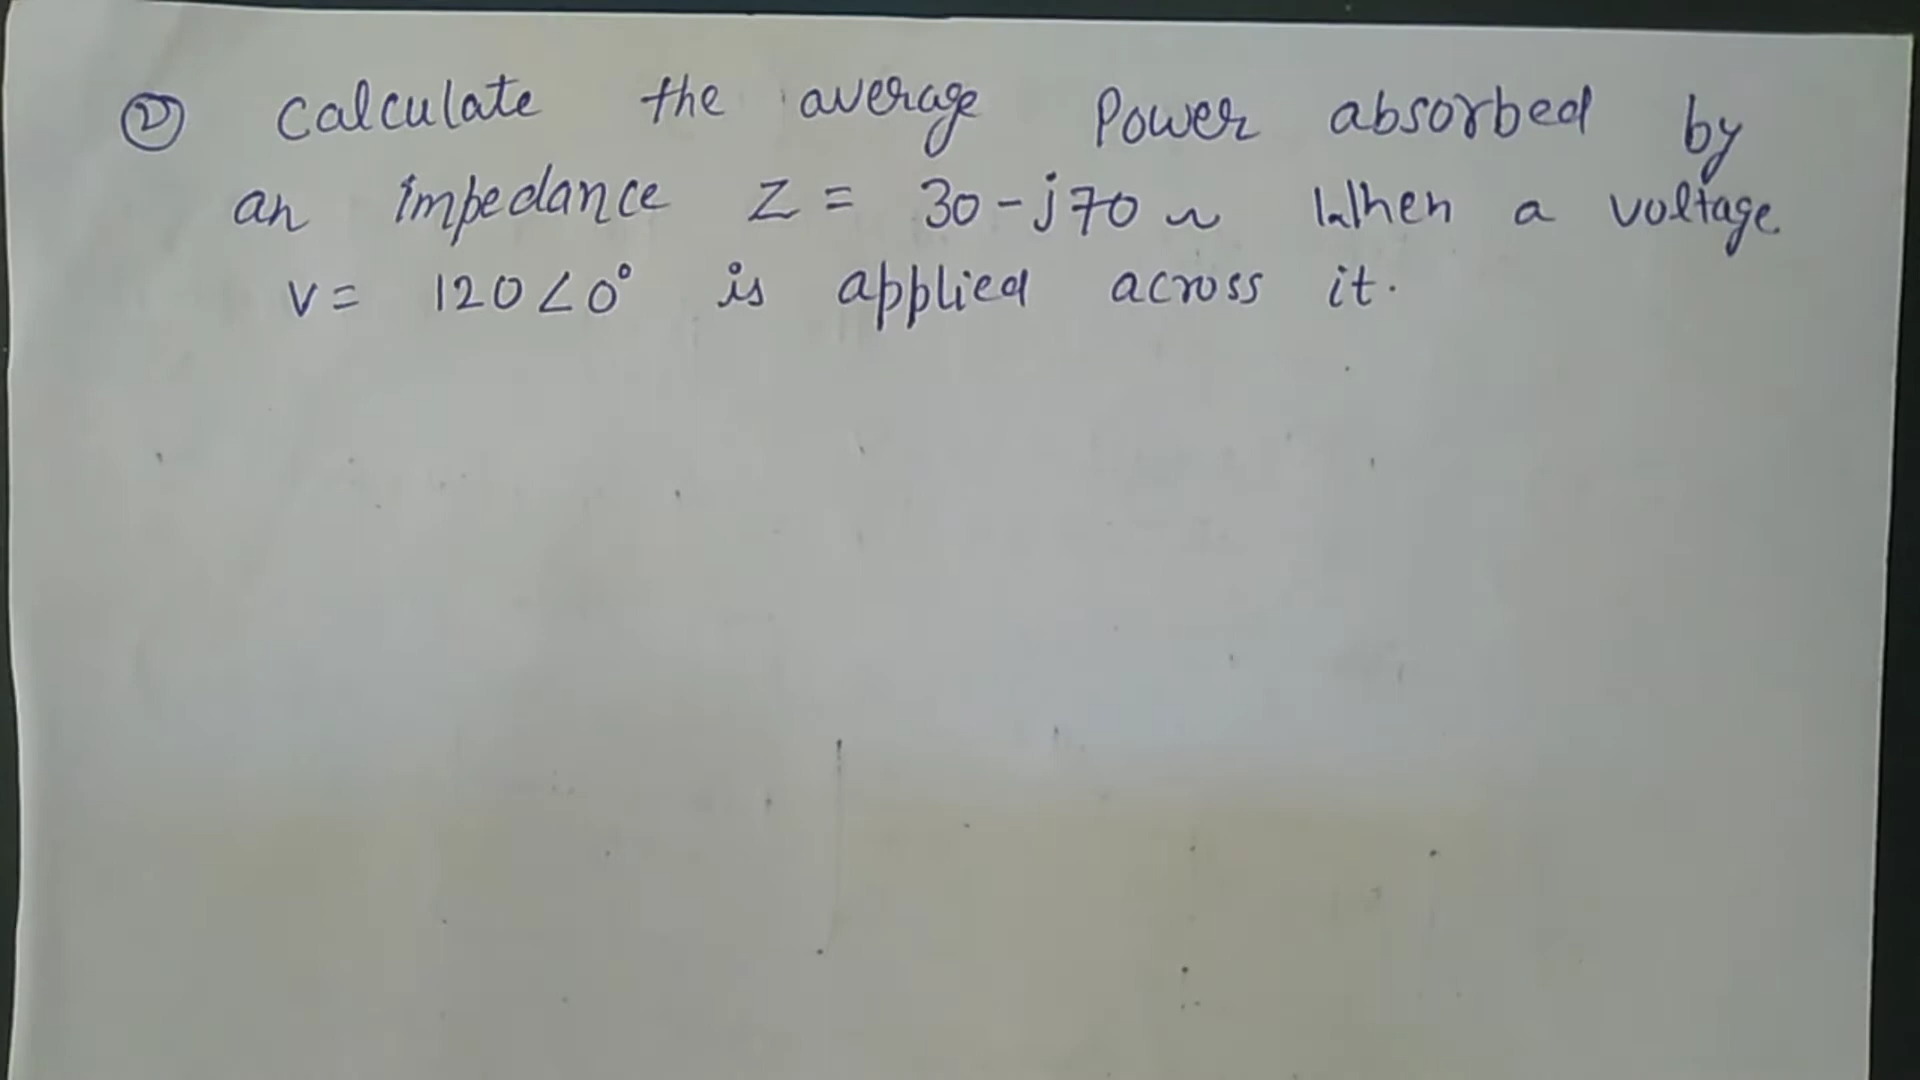 ② Calculate the average Power absorbed by
an impedance Z = 30-j70 ~ When a voltage
V= 120∠0° is applied across it.